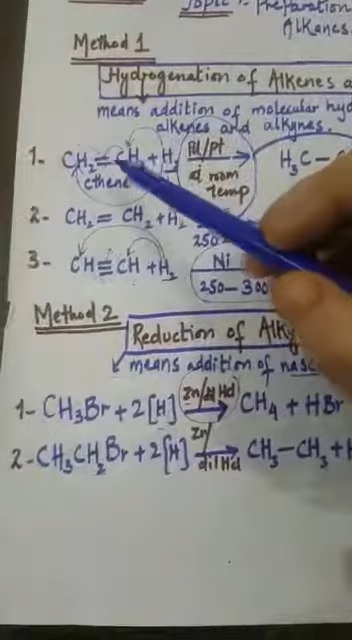 Topic :- Preparation
Alkanes.
Method 1
Hydrogenation of Alkenes a
means addition of molecular hyd
alkenes and alkynes.
1- CH₂=CH₂+H₂ Pd/Pt H₃C-
ethene at room
temp
2- CH₂=CH₂+H₂
250-
3- CH≡CH+H₂ Ni
250-300
Method 2
Reduction of Alky
means addition of nasc
1- CH₃Br+2[H] Zn/dil Hcl CH₄+HBr
2- CH₃CH₂Br+2[H] Zn/ CH₃-CH₃+H
dil Hcl